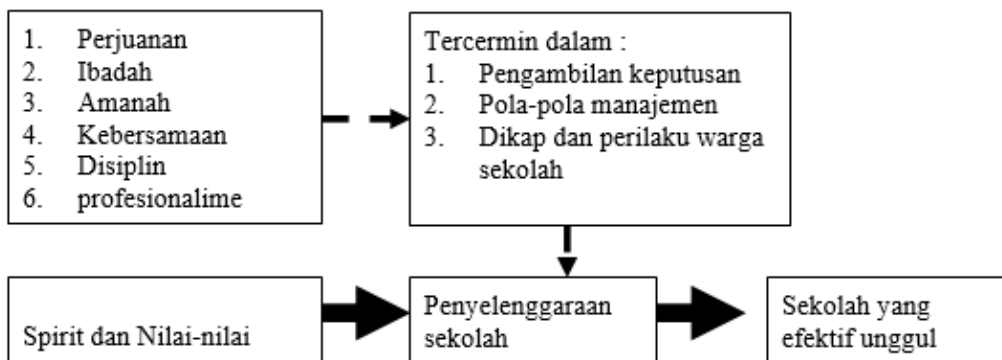 1. Perjuanan
2. Ibadah
3. Amanah
4. Kebersamaan
5. Disiplin
6. profesionalime
Tercermin dalam :
1. Pengambilan keputusan
2. Pola-pola manajemen
3. Dikap dan perilaku warga
sekolah
Spirit dan Nilai-nilai
Penyelenggaraan
sekolah
Sekolah yang
efektif unggul